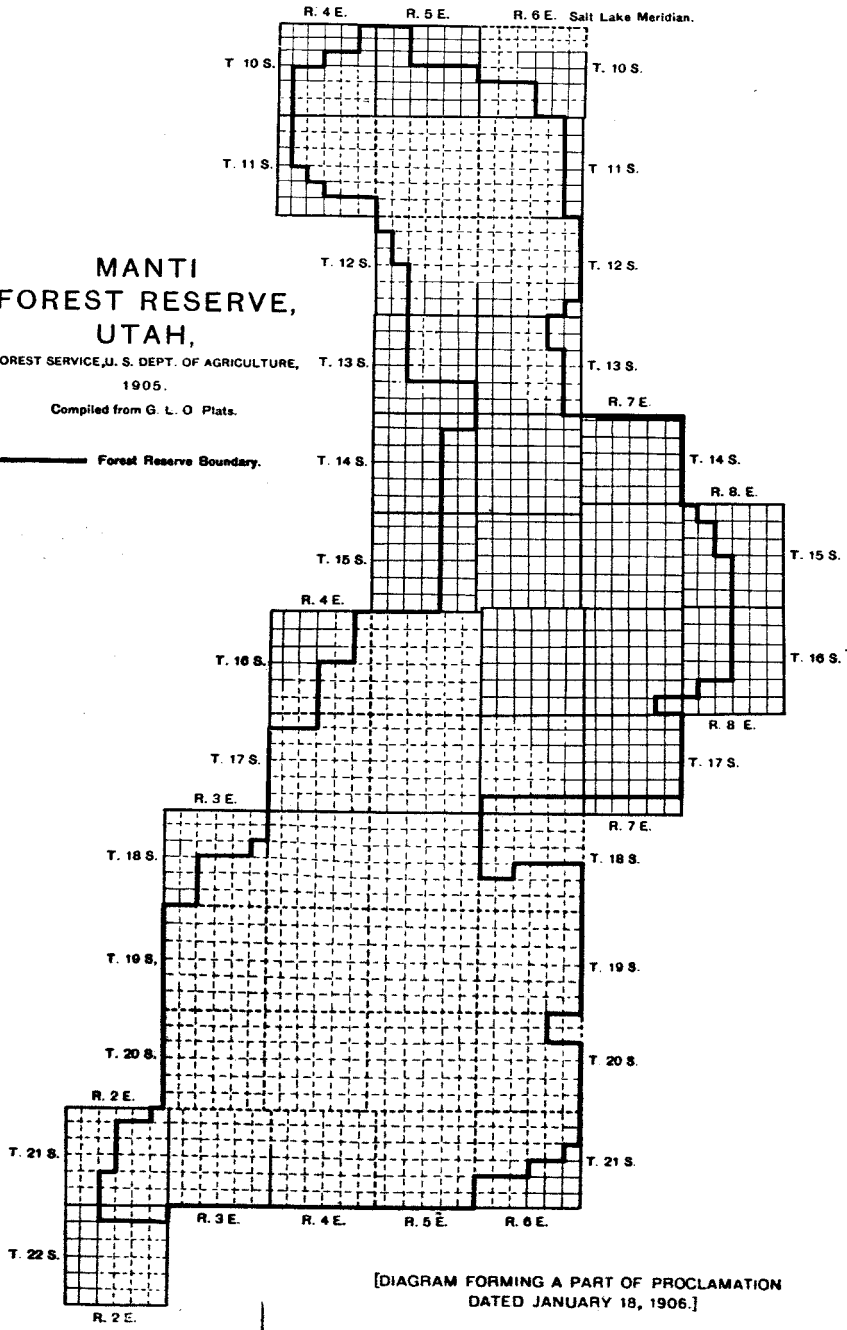 R. 4 E. R. 5 E. R. 6 E. Salt Lake Meridian.
T 10 S. T. 10 S.
T. 11 S. T. 11 S.
MANTI
FOREST RESERVE,
UTAH,
OREST SERVICE, U. S. DEPT. OF AGRICULTURE,
1905.
Compiled from G. L. O Plats.
Forest Reserve Boundary.
T. 12 S. T. 12 S.
T. 13 S. T. 13 S.
R. 7 E.
T. 14 S. T. 14 S.
R. 8. E.
T. 15 S. T. 15 S.
R. 4 E.
T. 16 S. T. 16 S.
R. 8 E.
T. 17 S. T. 17 S.
R. 3 E. R. 7 E.
T. 18 S. T. 18 S.
T. 19 S. T. 19 S.
T. 20 S. T. 20 S.
R. 2 E.
T. 21 S. T. 21 S.
R. 3 E. R. 4 E. R. 5 E. R. 6 E.
T. 22 S.
R. 2 E.
[DIAGRAM FORMING A PART OF PROCLAMATION
DATED JANUARY 18, 1906.]